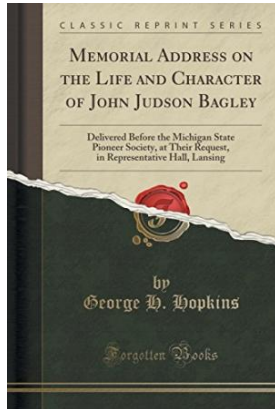 CLASSIC REPRINT SERIES
MEMORIAL ADDRESS ON
THE LIFE AND CHARACTER
OF JOHN JUDSON BAGLEY
Delivered Before the Michigan State
Pioneer Society, at Their Request,
in Representative Hall, Lansing
by
George H. Hopkins
Forgotten Books